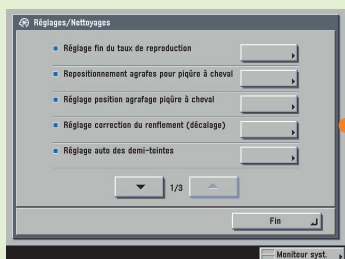 Réglages/Nettoyages
Réglage fin du taux de reproduction
Repositionnement agrafes pour piqûre à cheval
Réglage position agrafage piqûre à cheval
Réglage correction du renflement (décalage)
Réglage auto des demi-teintes
1/3
Fin
Moniteur syst.